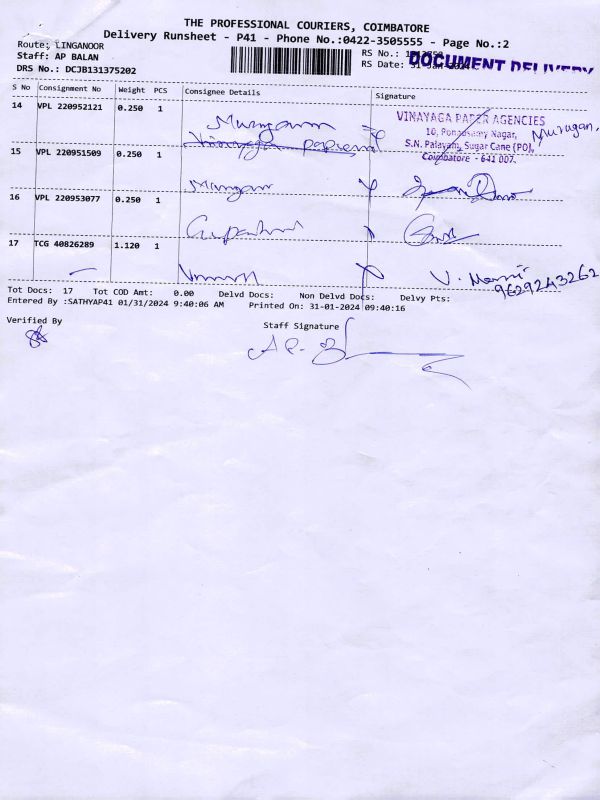 THE PROFESSIONAL COURIERS, COIMBATORE
Delivery Runsheet - P41 - Phone No.:0422-3505555 - Page No.:2
Route: LINGANOOR
RS No.:
Staff: AP BALAN
DOCUMENT DELIVERY
DRS No.: DCJB131375202
RS Date: 31-Jan-2024
S No Consignment No Weight PCS Consignee Details Signature
14 VPL 220952121 0.250 1 Murugan
VINAYAGA PAPER AGENCIES
10, Ponnusamy Nagar,
S.N. Palayam, Sugar Cane (PO),
Coimbatore - 641 007.
Murugan,
15 VPL 220951509 0.250 1
16 VPL 220953077 0.250 1
17 TCG 40826289 1.120 1
V. Mani
9629243262
Tot Docs: 17 Tot COD Amt: 0.00 Delvd Docs: Non Delvd Docs: Delvy Pts:
Entered By :SATHYAP41 01/31/2024 9:40:06 AM Printed On: 31-01-2024 09:40:16
Verified By
Staff Signature